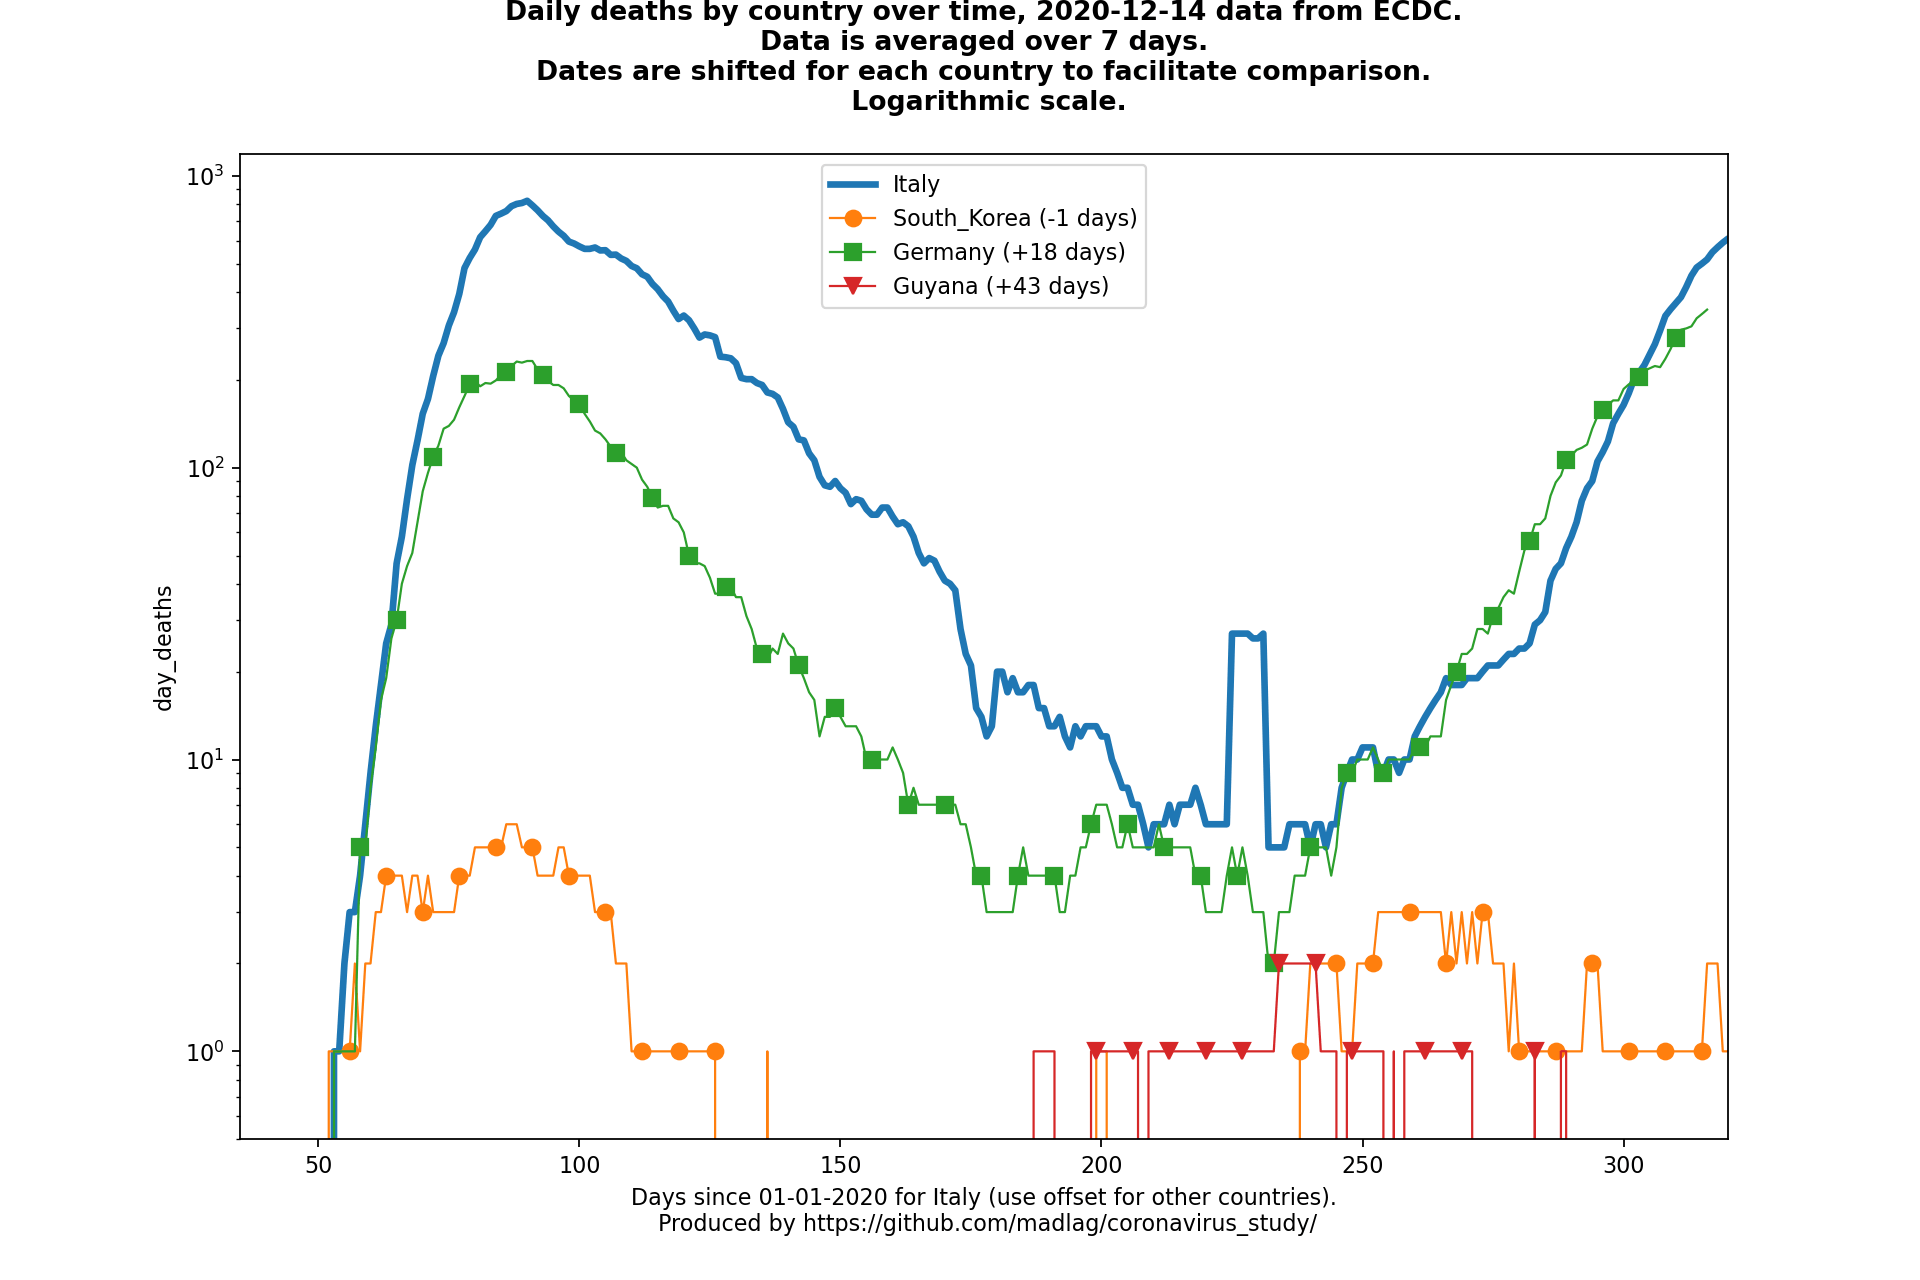 Daily deaths by country over time, 2020-12-14 data from ECDC.
Data is averaged over 7 days.
Dates are shifted for each country to facilitate comparison.
Logarithmic scale.
10³
10²
10¹
10⁰
day_deaths
Italy
South_Korea (-1 days)
Germany (+18 days)
Guyana (+43 days)
50 100 150 200 250 300
Days since 01-01-2020 for Italy (use offset for other countries).
Produced by https://github.com/madlag/coronavirus_study/